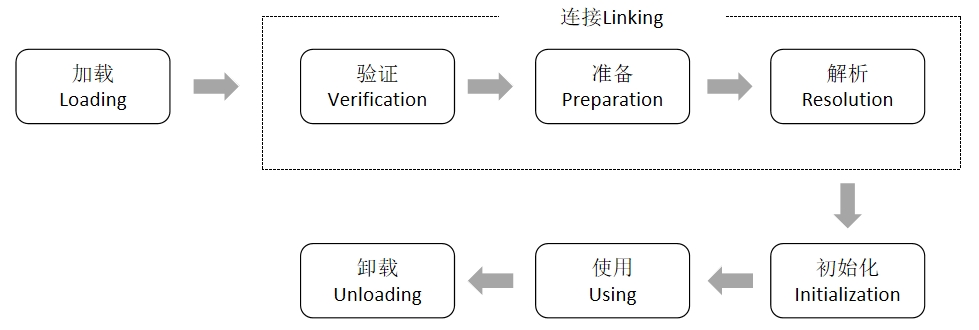 连接Linking
加载
Loading
验证
Verification
准备
Preparation
解析
Resolution
初始化
Initialization
使用
Using
卸载
Unloading